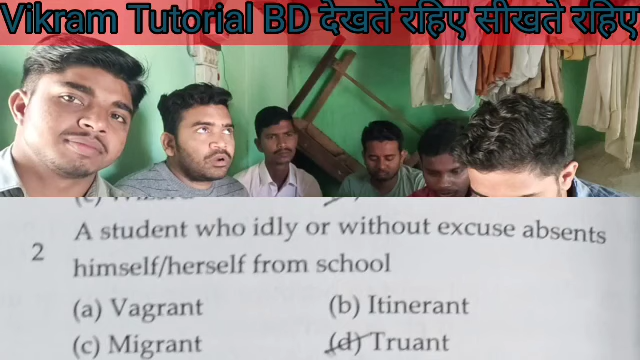 Vikram Tutorial BD देखते रहिए सीखते रहिए
A student who idly or without excuse absents
2 himself/herself from school
(a) Vagrant (b) Itinerant
(c) Migrant (d) Truant